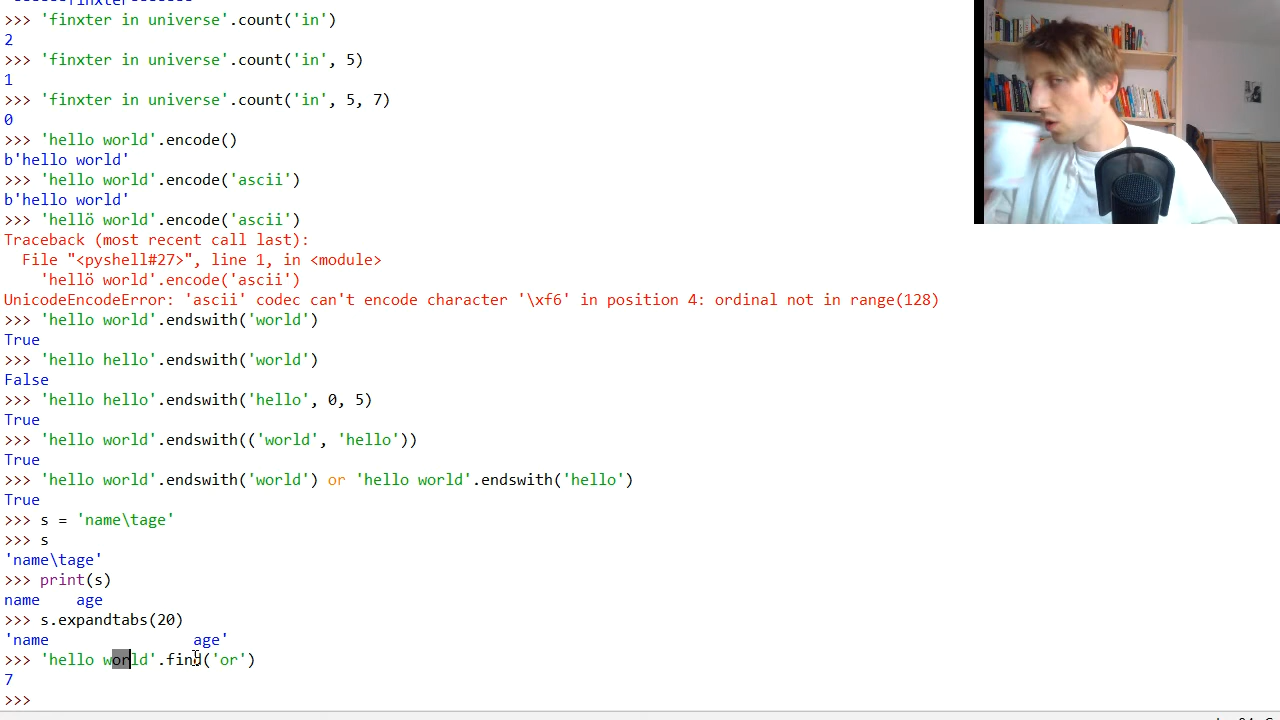 >>> 'finxter in universe'.count('in')
2
>>> 'finxter in universe'.count('in', 5)
1
>>> 'finxter in universe'.count('in', 5, 7)
0
>>> 'hello world'.encode()
b'hello world'
>>> 'hello world'.encode('ascii')
b'hello world'
>>> 'hellö world'.encode('ascii')
Traceback (most recent call last):
  File "<pyshell#27>", line 1, in <module>
    'hellö world'.encode('ascii')
UnicodeEncodeError: 'ascii' codec can't encode character '\xf6' in position 4: ordinal not in range(128)
>>> 'hello world'.endswith('world')
True
>>> 'hello hello'.endswith('world')
False
>>> 'hello hello'.endswith('hello', 0, 5)
True
>>> 'hello world'.endswith(('world', 'hello'))
True
>>> 'hello world'.endswith('world') or 'hello world'.endswith('hello')
True
>>> s = 'name\tage'
>>> s
'name\tage'
>>> print(s)
name    age
>>> s.expandtabs(20)
'name                age'
>>> 'hello world'.find('or')
7
>>>